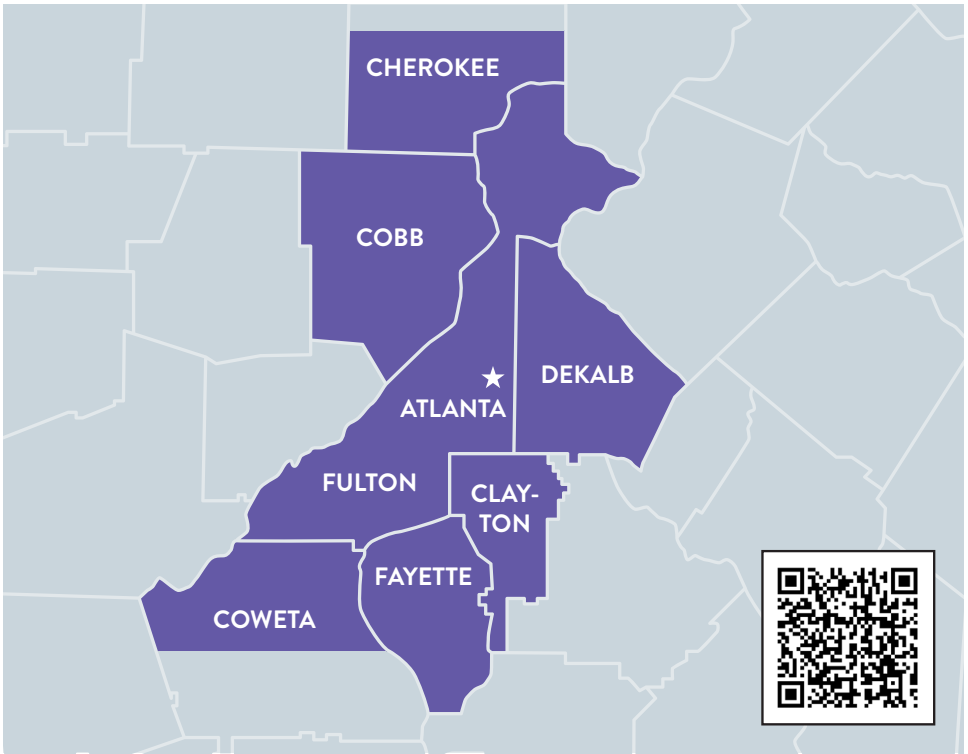 CHEROKEE
COBB
DEKALB
ATLANTA
FULTON
CLAY-
TON
FAYETTE
COWETA